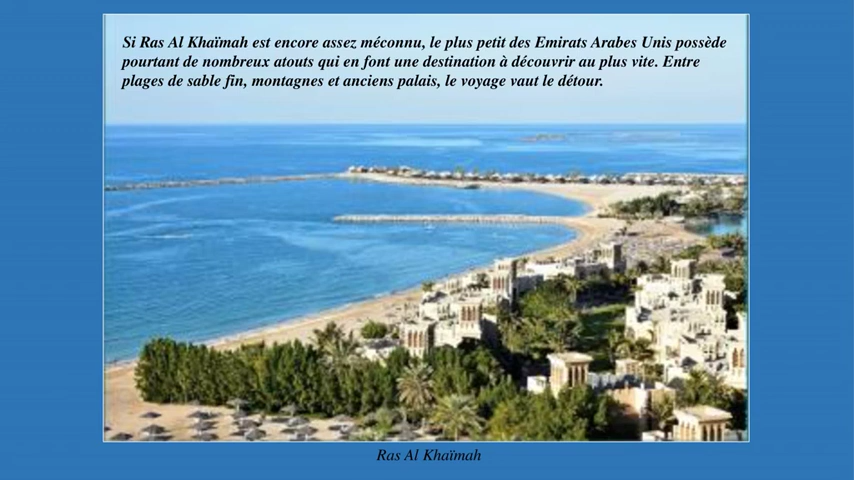 Si Ras Al Khaïmah est encore assez méconnu, le plus petit des Emirats Arabes Unis possède
pourtant de nombreux atouts qui en font une destination à découvrir au plus vite. Entre
plages de sable fin, montagnes et anciens palais, le voyage vaut le détour.
Ras Al Khaïmah